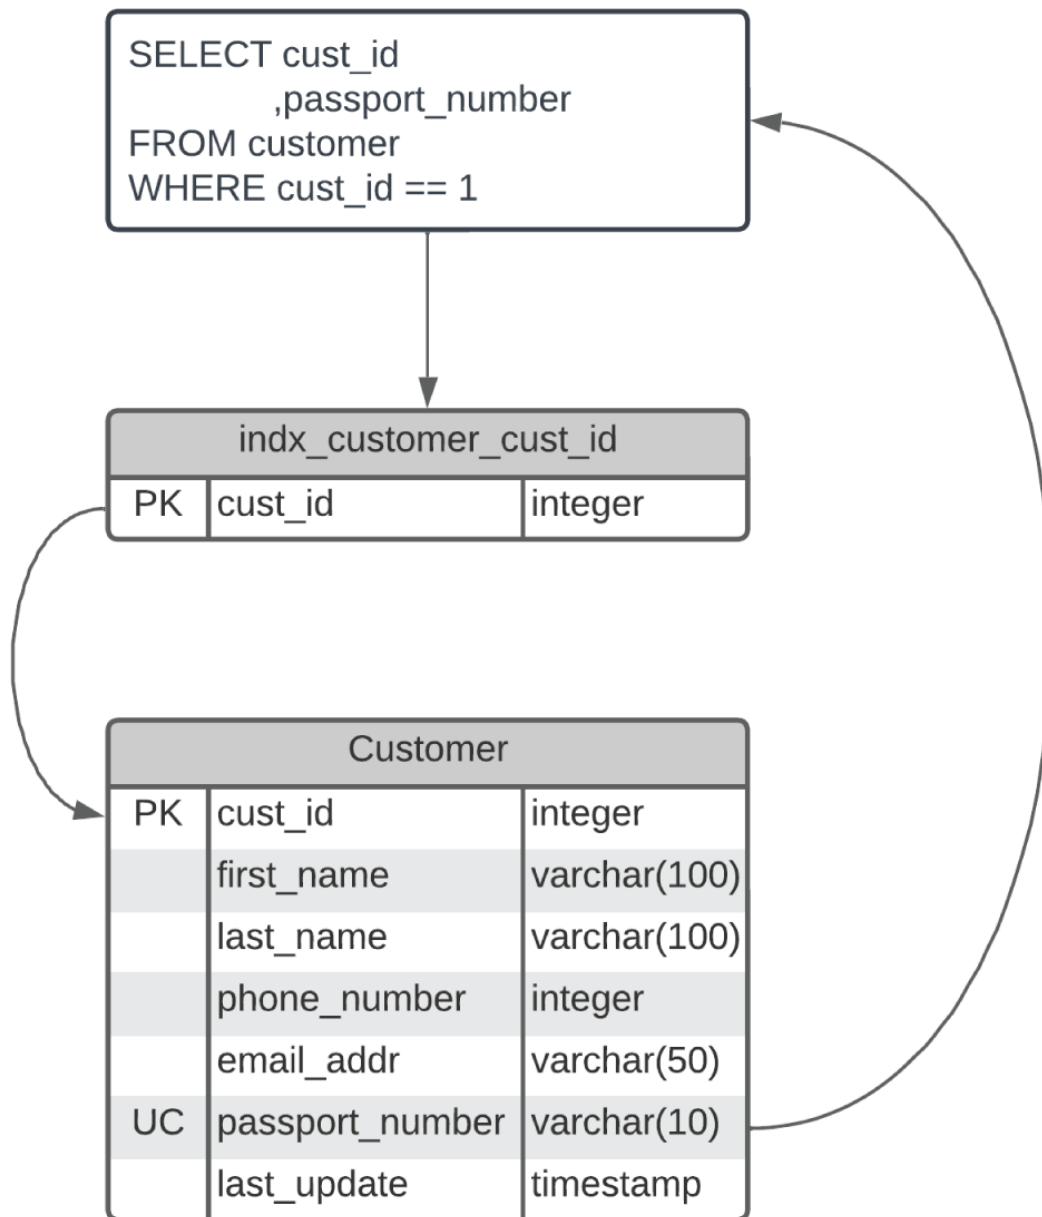 SELECT cust_id
,passport_number
FROM customer
WHERE cust_id == 1
indx_customer_cust_id
PK cust_id integer
Customer
PK cust_id integer
first_name varchar(100)
last_name varchar(100)
phone_number integer
email_addr varchar(50)
UC passport_number varchar(10)
last_update timestamp